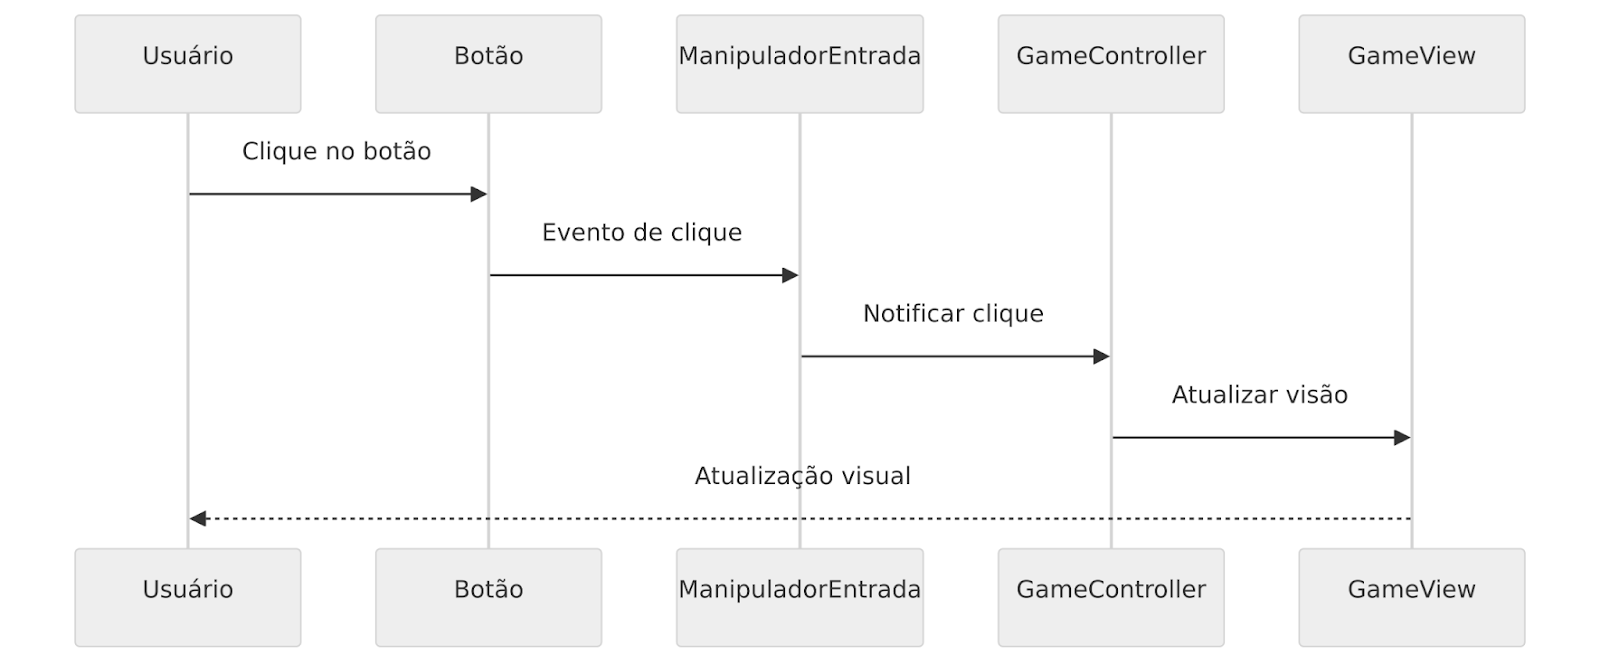 Usuário
Botão
ManipuladorEntrada
GameController
GameView
Clique no botão
Evento de clique
Notificar clique
Atualizar visão
Atualização visual
Usuário
Botão
ManipuladorEntrada
GameController
GameView